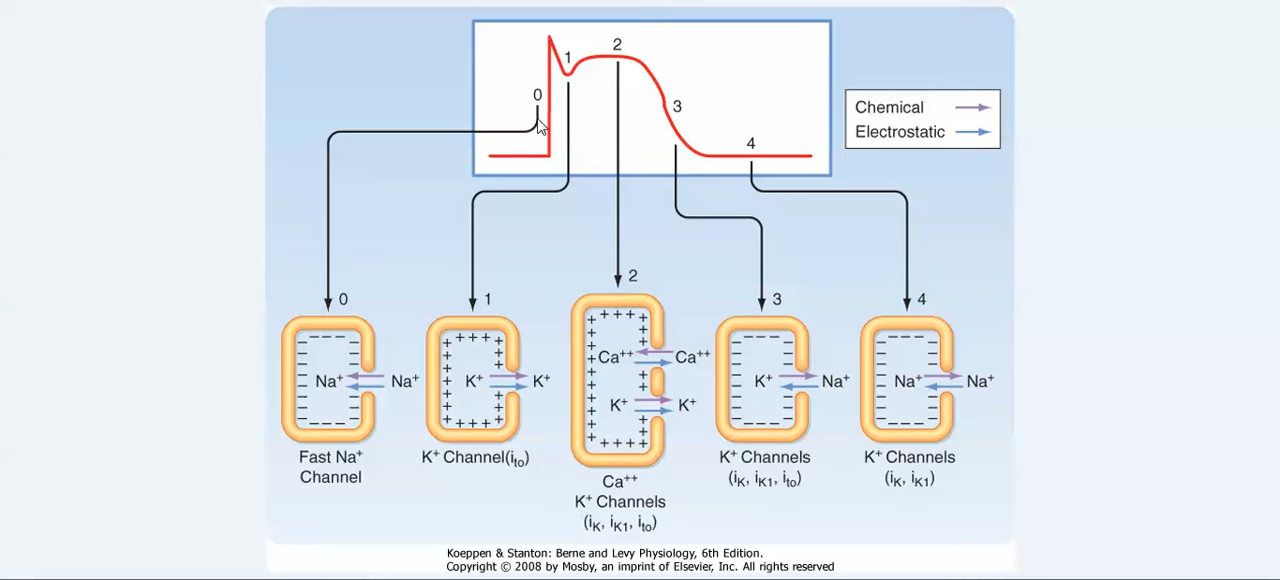 0
1
2
3
4
Chemical
Electrostatic
0
1
2
3
4
- - - -
+ + + +
+ + + +
- - - -
- - - -
Na⁺ Na⁺
K⁺ K⁺
Ca⁺⁺ Ca⁺⁺
K⁺ K⁺
K⁺ Na⁺
Na⁺ Na⁺
Fast Na⁺
Channel
K⁺ Channel(iₜₒ)
Ca⁺⁺
K⁺ Channels
(iK, iK1, ito)
K⁺ Channels
(iK, iK1, ito)
K⁺ Channels
(iK, iK1)
Koeppen & Stanton: Berne and Levy Physiology, 6th Edition.
Copyright © 2008 by Mosby, an imprint of Elsevier, Inc. All rights reserved